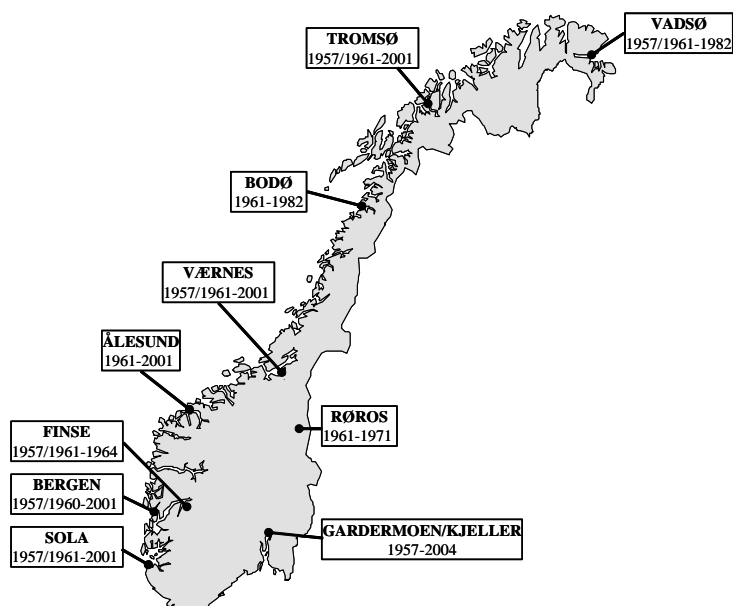 VADSØ
1957/1961-1982
TROMSØ
1957/1961-2001
BODØ
1961-1982
VÆRNES
1957/1961-2001
ÅLESUND
1961-2001
RØROS
1961-1971
FINSE
1957/1961-1964
BERGEN
1957/1960-2001
GARDERMOEN/KJELLER
1957-2004
SOLA
1957/1961-2001